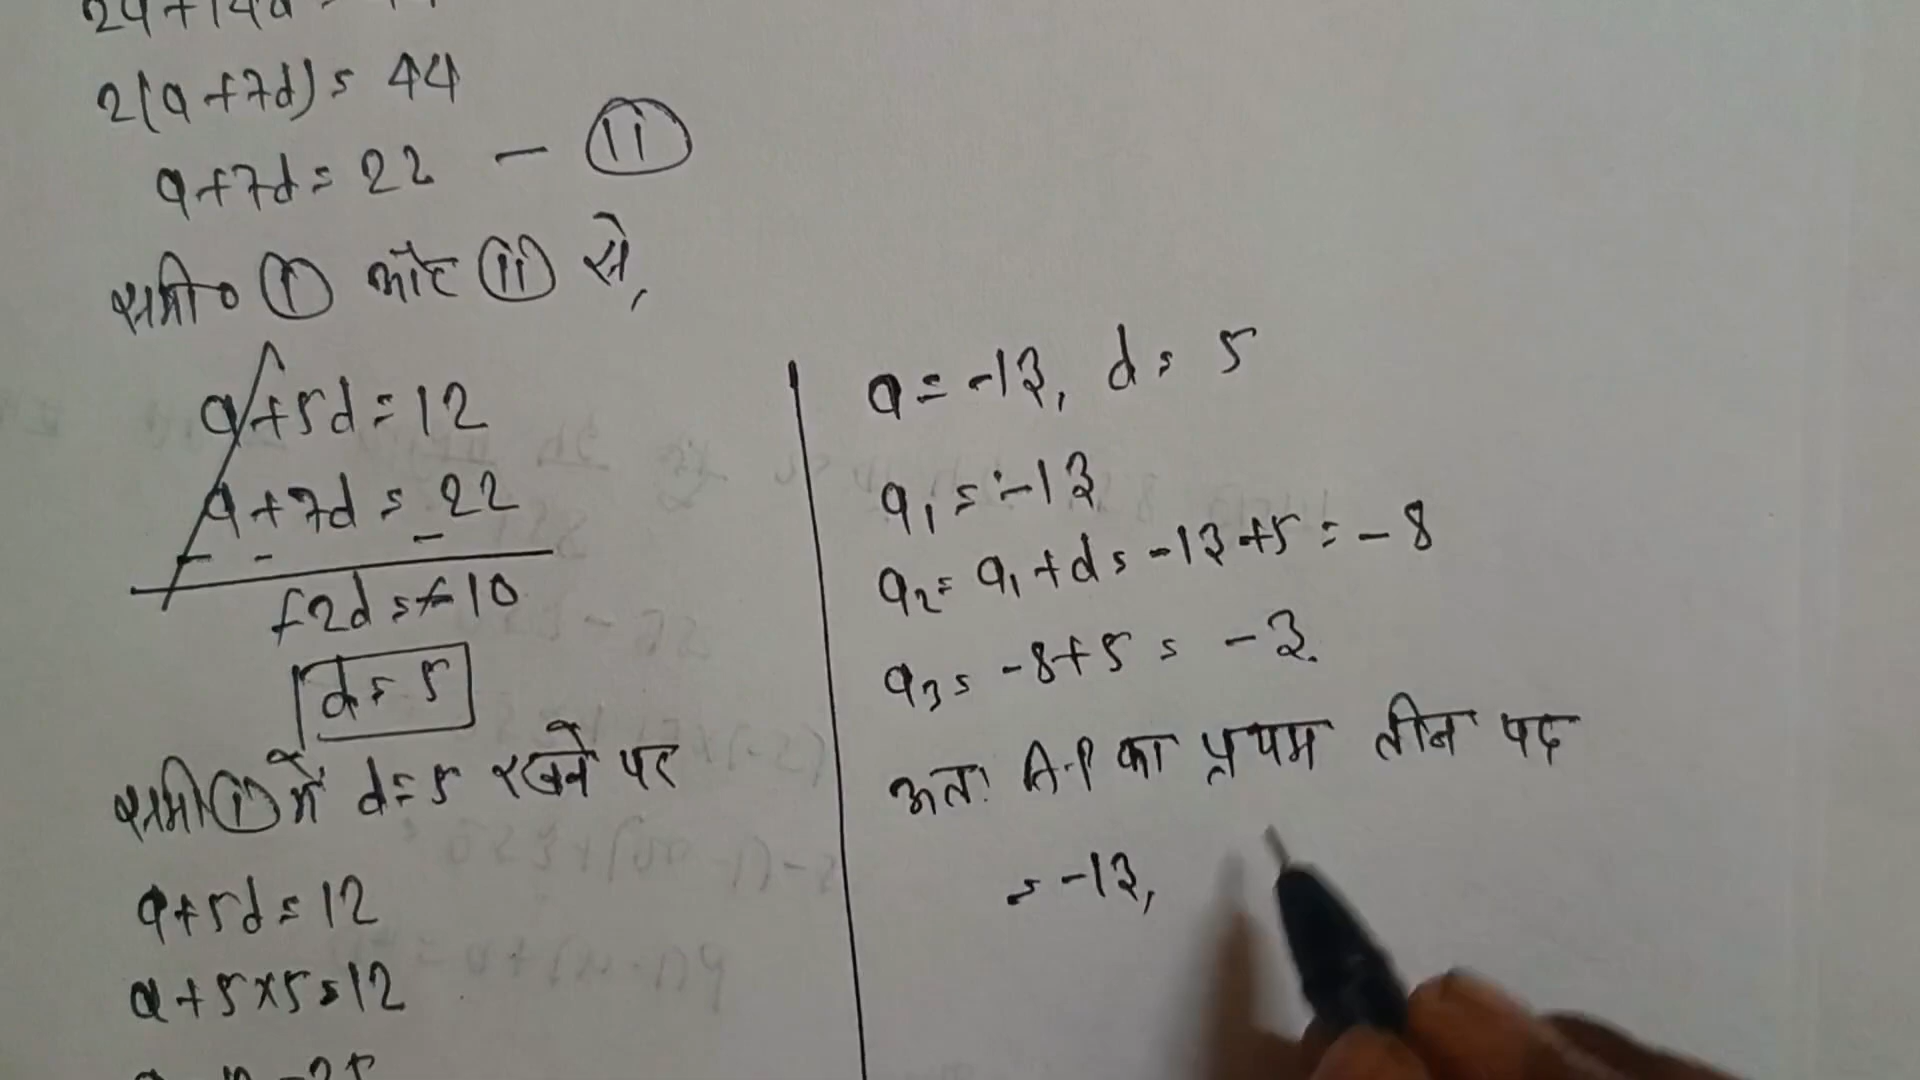 2(a+7d)= 44
a+7d= 22 — (ii)
समी० (i) और (ii) से,
a+5d=12
a+7d= 22
- - -
+2d=+10
d=5
समी(i) में d=5 रखने पर
a+5d=12
a+5×5=12
a = -13, d= 5
a₁ = -13
a₂= a₁+d= -13+5= -8
a₃= -8+5= -3.
अतः A.P का प्रथम तीन पद
= -13,